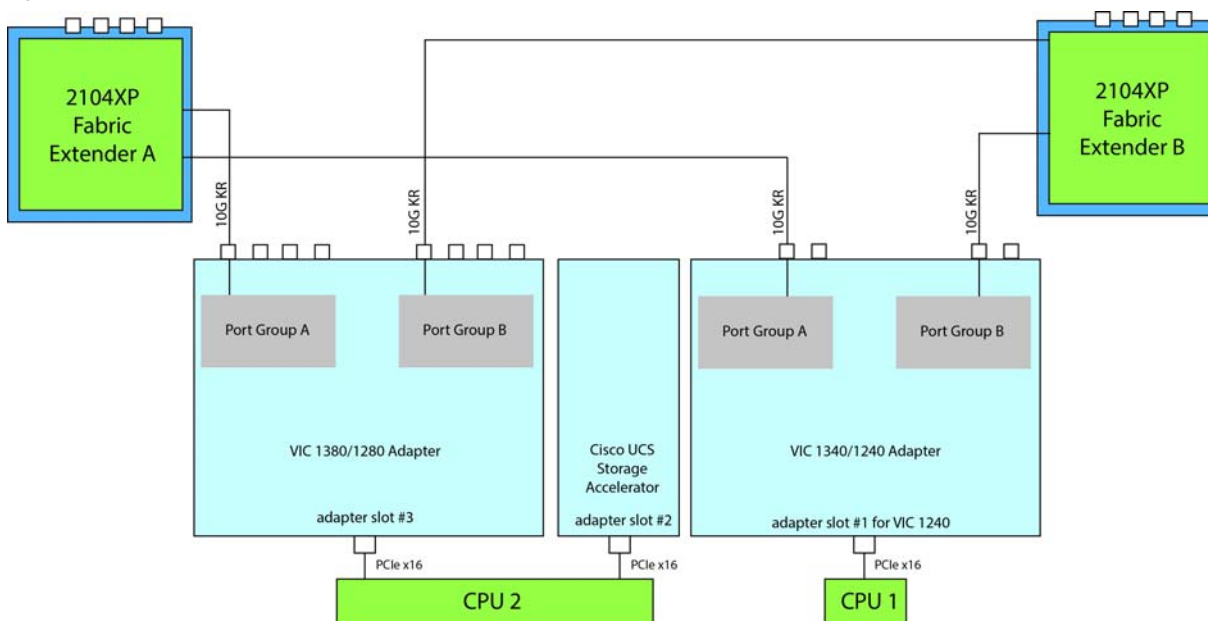 2104XP
Fabric
Extender A
2104XP
Fabric
Extender B
10G KR
10G KR
10G KR
10G KR
Port Group A
Port Group B
Port Group A
Port Group B
VIC 1380/1280 Adapter
Cisco UCS
Storage
Accelerator
VIC 1340/1240 Adapter
adapter slot #3
adapter slot #2
adapter slot #1 for VIC 1240
PCIe x16
PCIe x16
PCIe x16
CPU 2
CPU 1